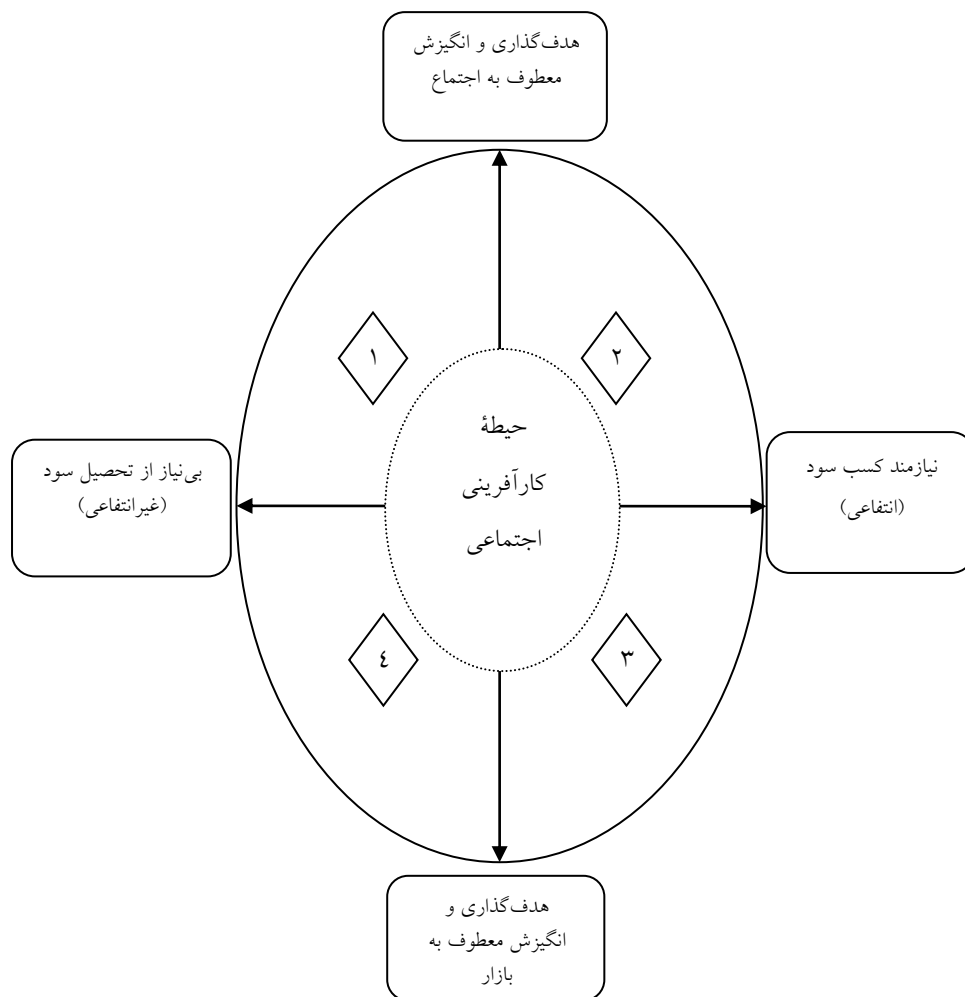 هدف‌گذاری و انگیزش
معطوف به اجتماع
۱
۲
حیطهٔ
کارآفرینی
اجتماعی
نیازمند کسب سود
(انتفاعی)
بی‌نیاز از تحصیل سود
(غیرانتفاعی)
۳
٤
هدف‌گذاری و
انگیزش معطوف به
بازار